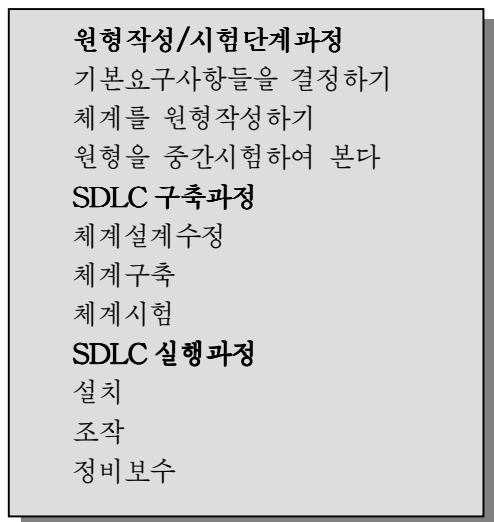 원형작성/시험단계과정
기본요구사항들을 결정하기
체계를 원형작성하기
원형을 중간시험하여 본다
SDLC 구축과정
체계설계수정
체계구축
체계시험
SDLC 실행과정
설치
조작
정비보수